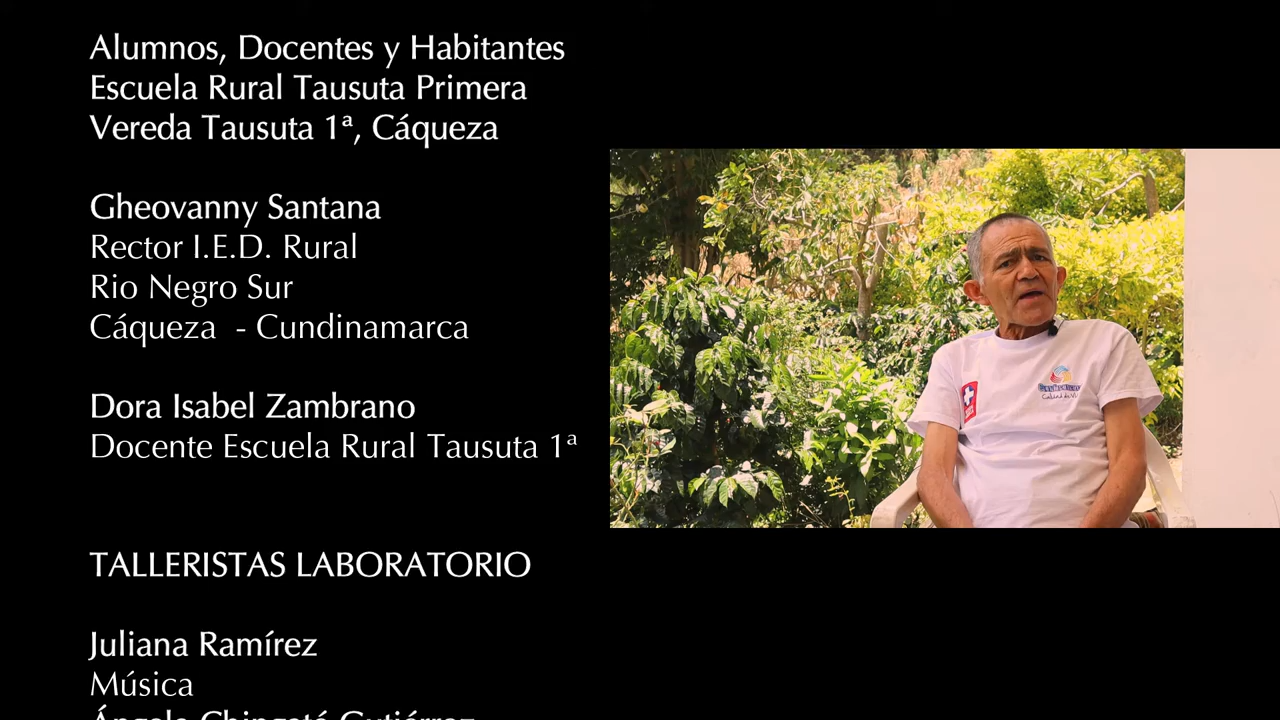 Alumnos, Docentes y Habitantes
Escuela Rural Tausuta Primera
Vereda Tausuta 1ª, Cáqueza
Gheovanny Santana
Rector I.E.D. Rural
Rio Negro Sur
Cáqueza - Cundinamarca
Dora Isabel Zambrano
Docente Escuela Rural Tausuta 1ª
TALLERISTAS LABORATORIO
Juliana Ramírez
Música